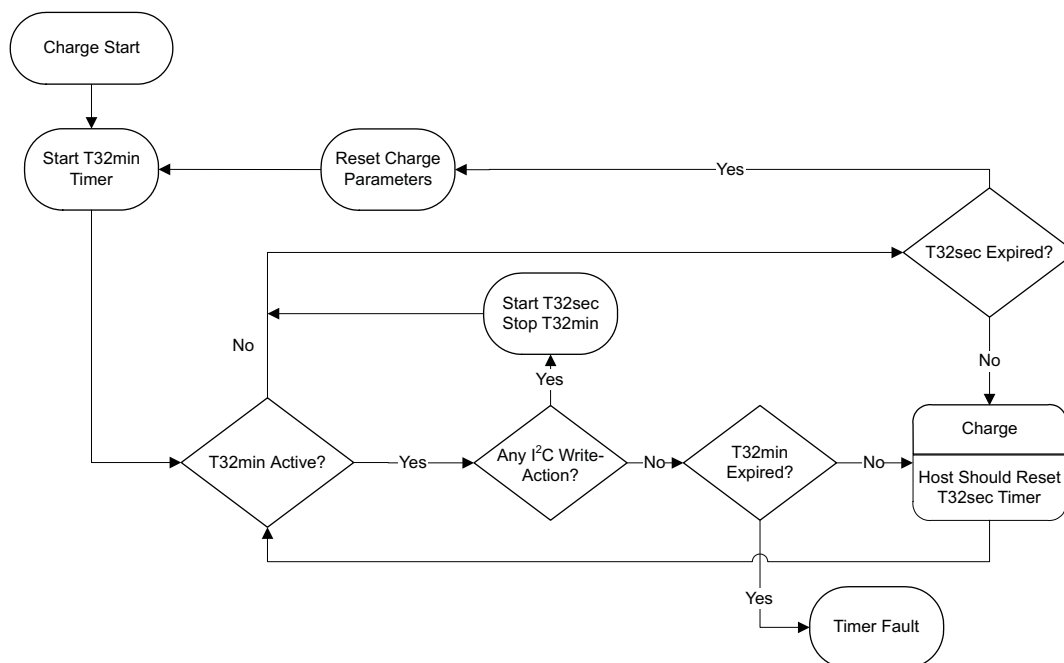 Charge Start
Start T32min
Timer
Reset Charge
Parameters
Yes
T32sec Expired?
Start T32sec
Stop T32min
No
Yes
No
T32min Active?
Yes
Any I²C Write-
Action?
No
T32min
Expired?
No
Charge
Host Should Reset
T32sec Timer
Yes
Timer Fault